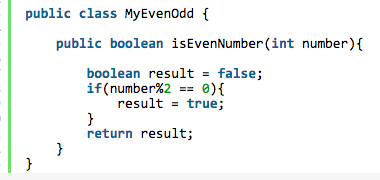 public class MyEvenOdd {
public boolean isEvenNumber(int number){
boolean result = false;
if(number%2 == 0){
result = true;
}
return result;
}
}